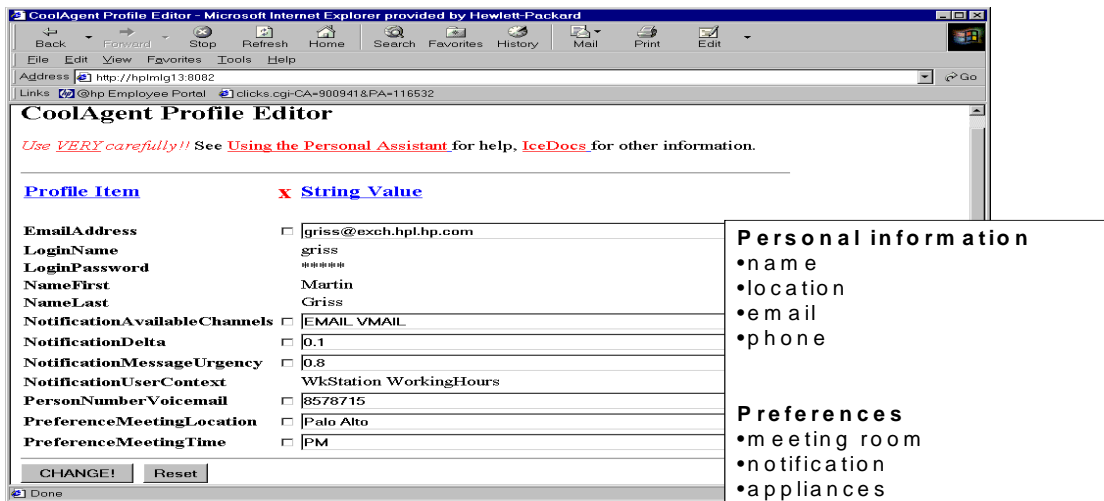 CoolAgent Profile Editor - Microsoft Internet Explorer provided by Hewlett-Packard
Back Forward Stop Refresh Home Search Favorites History Mail Print Edit
File Edit View Favorites Tools Help
Address http://hplmlg13:8082 Go
Links @hp Employee Portal clicks.cgi-CA=900941&PA=116532
CoolAgent Profile Editor
Use VERY carefully!! See Using the Personal Assistant for help, IceDocs for other information.
Profile Item x String Value
EmailAddress griss@exch.hpl.hp.com
LoginName griss
LoginPassword *****
NameFirst Martin
NameLast Griss
NotificationAvailableChannels EMAIL VMAIL
NotificationDelta 0.1
NotificationMessageUrgency 0.8
NotificationUserContext WkStation WorkingHours
PersonNumberVoicemail 8578715
PreferenceMeetingLocation Palo Alto
PreferenceMeetingTime PM
CHANGE! Reset
Done
Personal information
•name
•location
•email
•phone
Preferences
•meeting room
•notification
•appliances